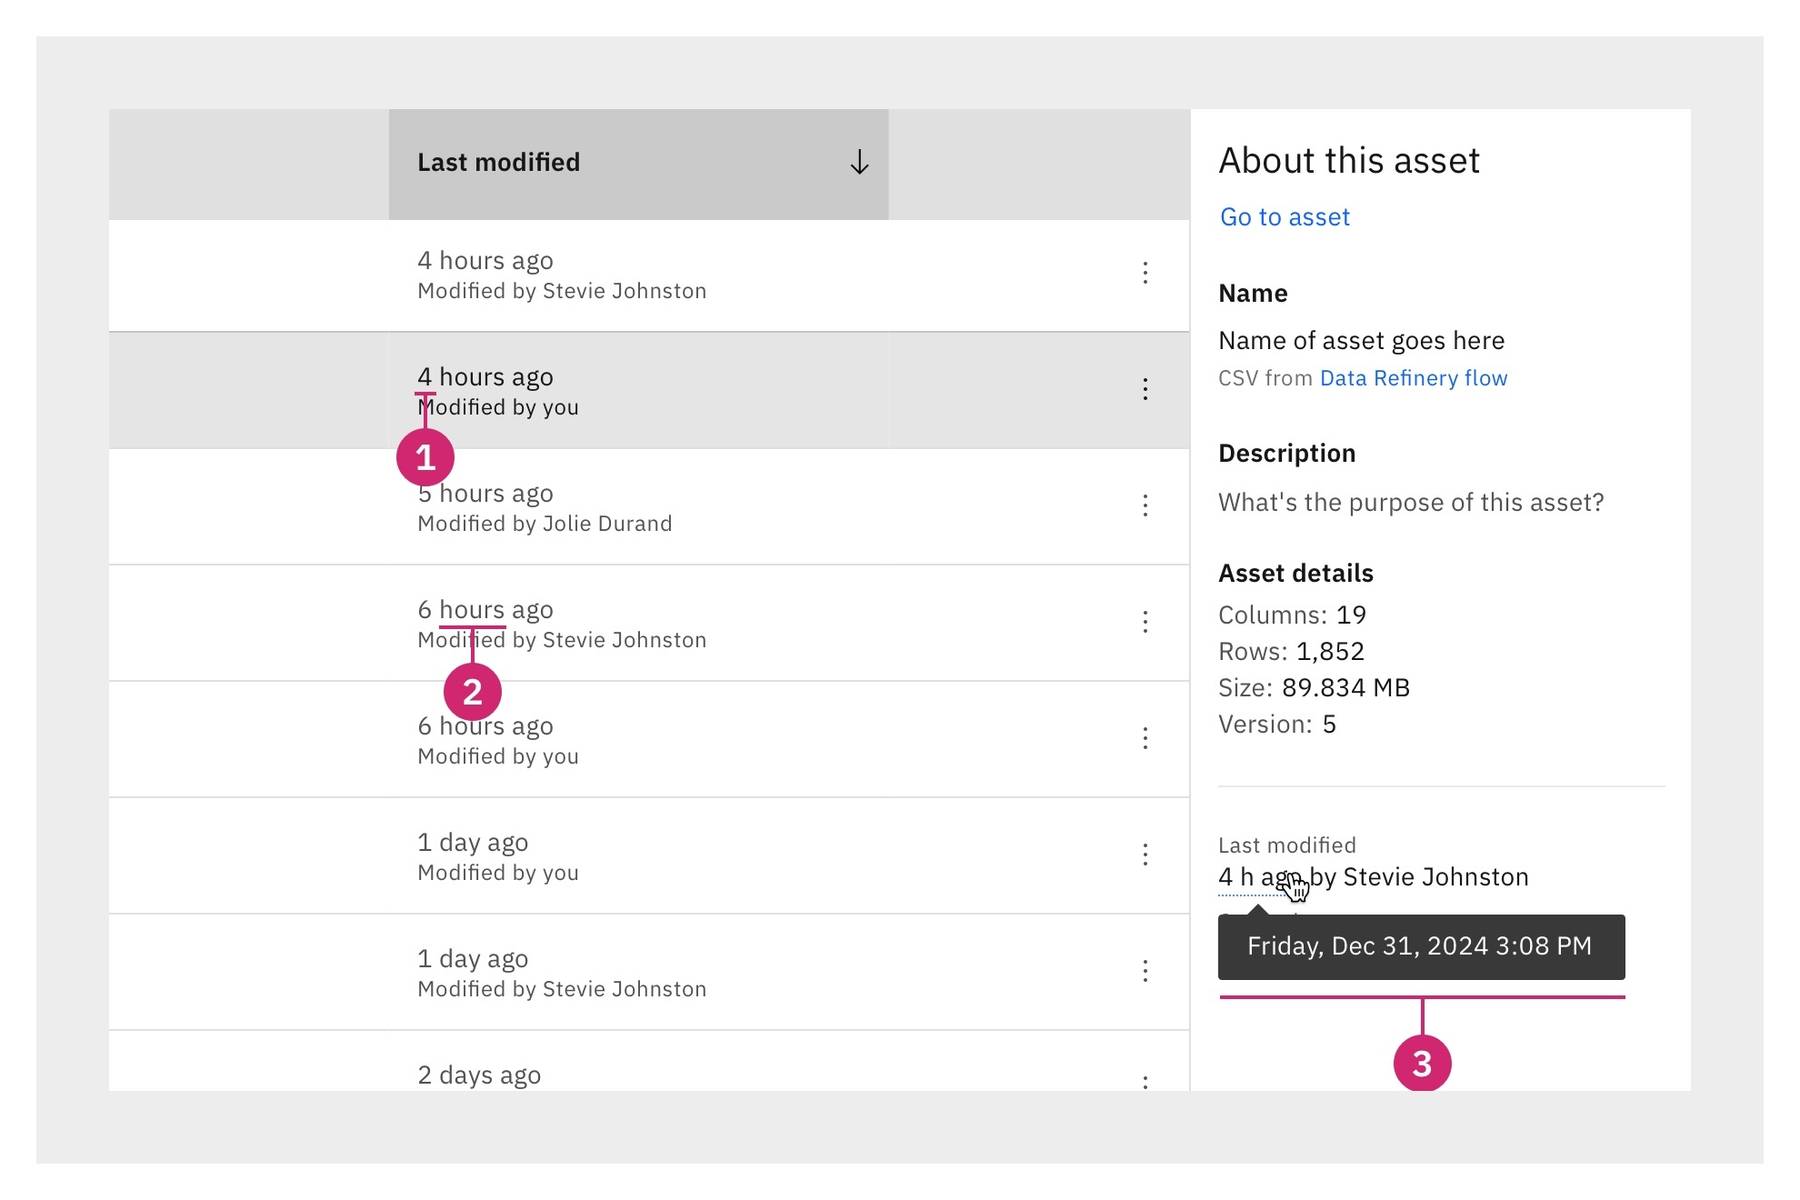 Last modified
4 hours ago
Modified by Stevie Johnston
4 hours ago
Modified by you
1
5 hours ago
Modified by Jolie Durand
6 hours ago
Modified by Stevie Johnston
2
6 hours ago
Modified by you
1 day ago
Modified by you
1 day ago
Modified by Stevie Johnston
2 days ago
About this asset
Go to asset
Name
Name of asset goes here
CSV from Data Refinery flow
Description
What's the purpose of this asset?
Asset details
Columns: 19
Rows: 1,852
Size: 89.834 MB
Version: 5
Last modified
4 h ago by Stevie Johnston
Friday, Dec 31, 2024 3:08 PM
3